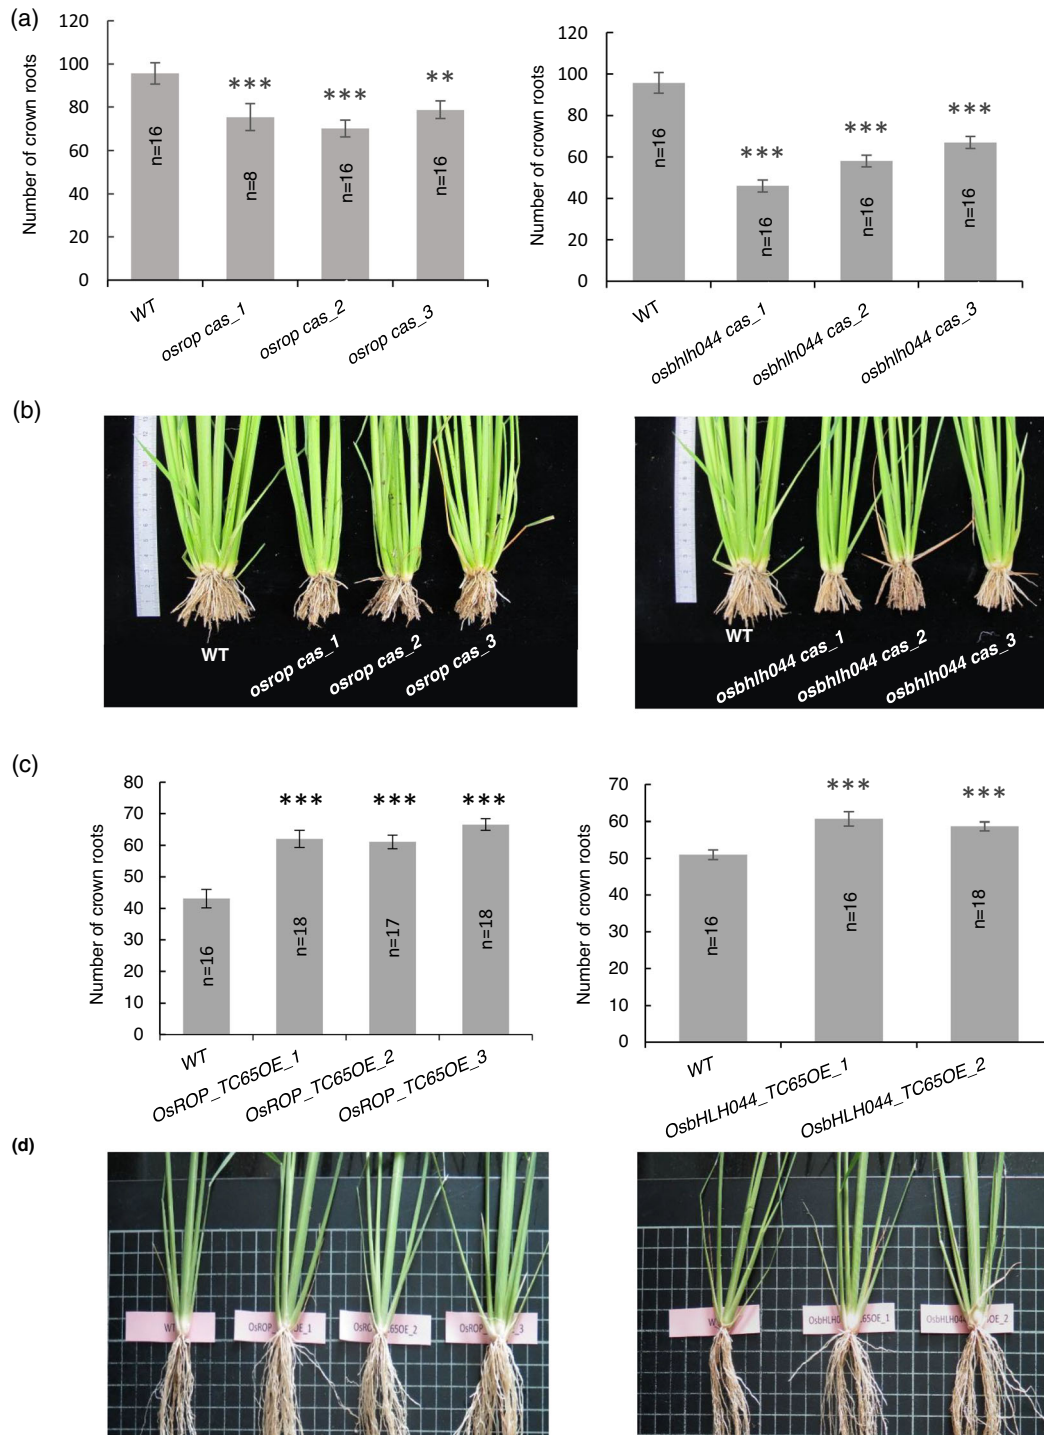 (a)
120
100
80
60
40
20
0
Number of crown roots
n=16
n=8
n=16
n=16
***
***
**
WT
osrop cas_1
osrop cas_2
osrop cas_3
120
100
80
60
40
20
0
Number of crown roots
n=16
n=16
n=16
n=16
***
***
***
WT
osbhlh044 cas_1
osbhlh044 cas_2
osbhlh044 cas_3
(b)
WT
osrop cas_1
osrop cas_2
osrop cas_3
WT
osbhlh044 cas_1
osbhlh044 cas_2
osbhlh044 cas_3
(c)
80
70
60
50
40
30
20
10
0
Number of crown roots
n=16
n=18
n=17
n=18
***
***
***
WT
OsROP_TC65OE_1
OsROP_TC65OE_2
OsROP_TC65OE_3
70
60
50
40
30
20
10
0
Number of crown roots
n=16
n=16
n=18
***
***
WT
OsbHLH044_TC65OE_1
OsbHLH044_TC65OE_2
(d)